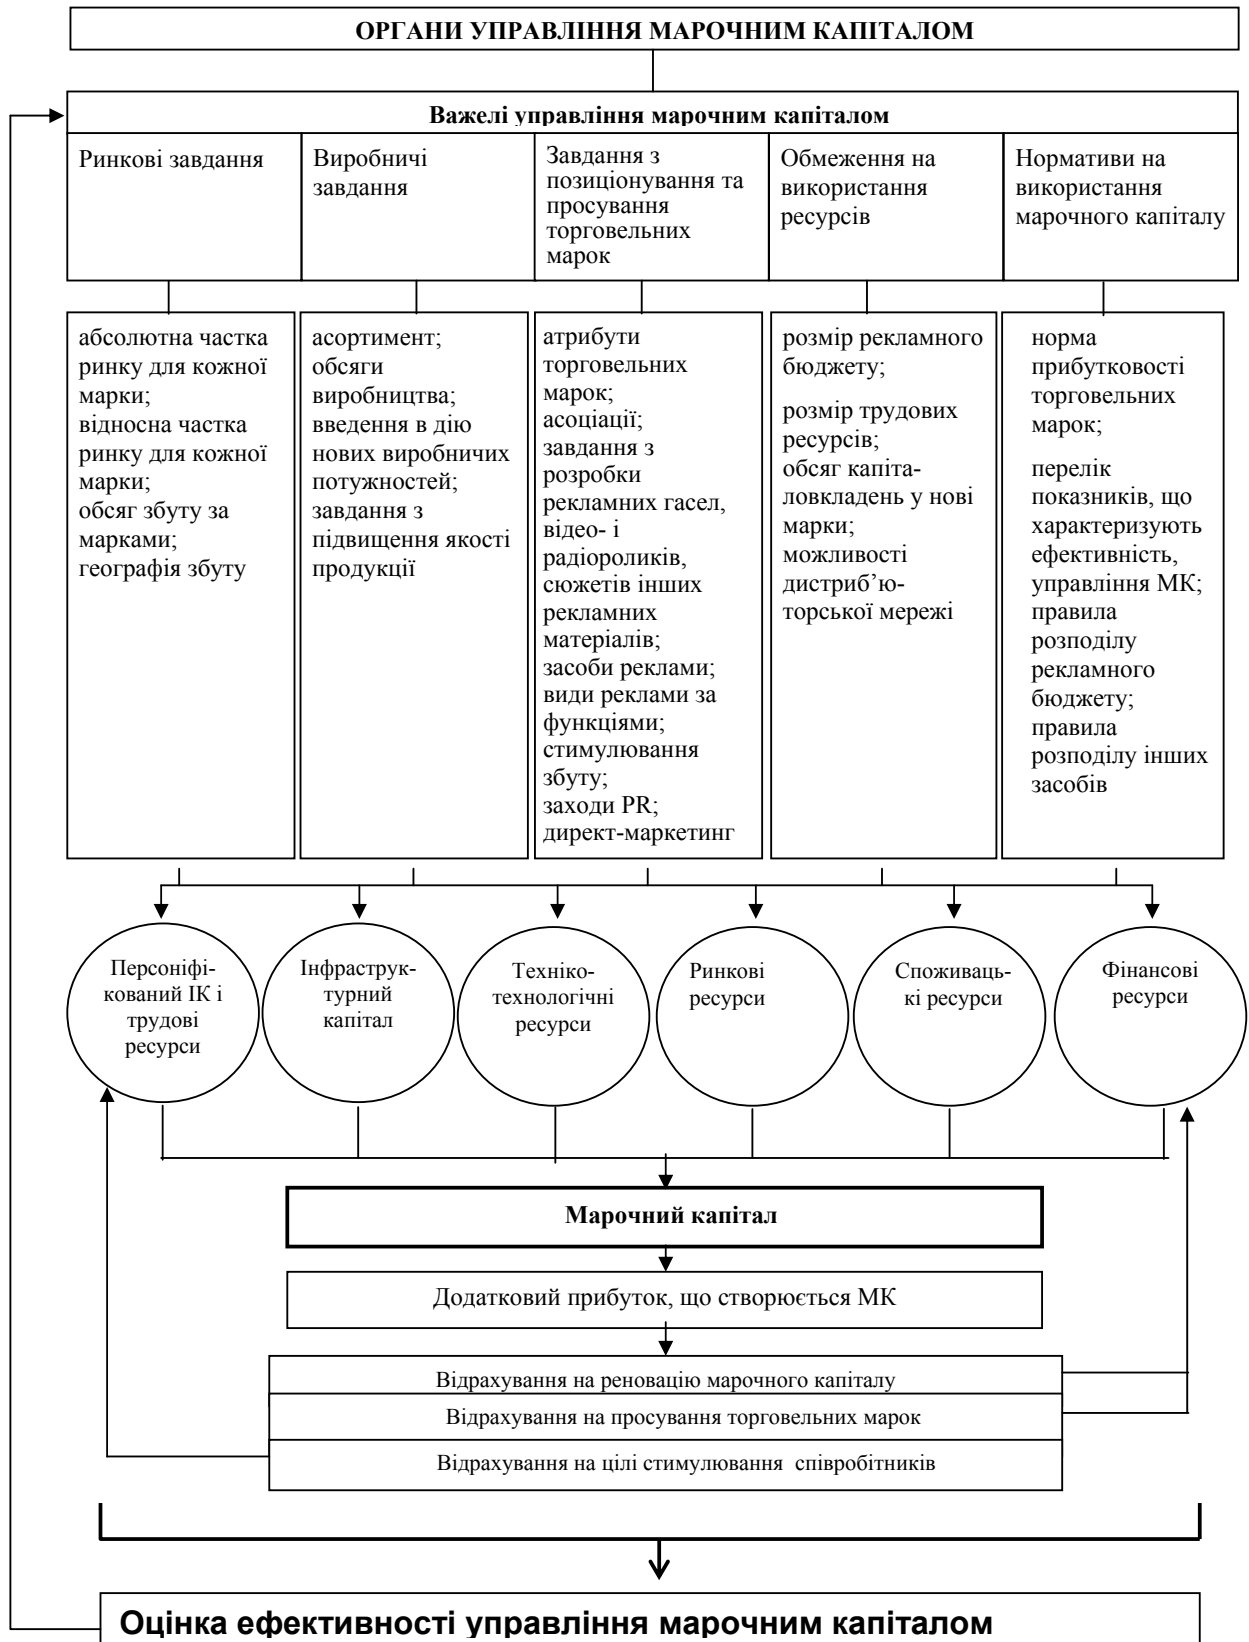 ОРГАНИ УПРАВЛІННЯ МАРОЧНИМ КАПІТАЛОМ
Важелі управління марочним капіталом
Ринкові завдання
Виробничі
завдання
Завдання з
позиціонування та
просування
торговельних
марок
Обмеження на
використання
ресурсів
Нормативи на
використання
марочного капіталу
абсолютна частка
ринку для кожної
марки;
відносна частка
ринку для кожної
марки;
обсяг збуту за
марками;
географія збуту
асортимент;
обсяги
виробництва;
введення в дію
нових виробничих
потужностей;
завдання з
підвищення якості
продукції
атрибути
торговельних
марок;
асоціації;
завдання з
розробки
рекламних гасел,
відео- і
радіороликів,
сюжетів інших
рекламних
матеріалів;
засоби реклами;
види реклами за
функціями;
стимулювання
збуту;
заходи PR;
директ-маркетинг
розмір рекламного
бюджету;
розмір трудових
ресурсів;
обсяг капіта-
ловкладень у нові
марки;
можливості
дистриб’ю-
торської мережі
норма
прибутковості
торговельних
марок;
перелік
показників, що
характеризують
ефективність,
управління МК;
правила
розподілу
рекламного
бюджету;
правила
розподілу інших
засобів
Персоніфі-
кований ІК і
трудові
ресурси
Інфраструк-
турний
капітал
Техніко-
технологічні
ресурси
Ринкові
ресурси
Споживаць-
кі ресурси
Фінансові
ресурси
Марочний капітал
Додатковий прибуток, що створюється МК
Відрахування на реновацію марочного капіталу
Відрахування на просування торговельних марок
Відрахування на цілі стимулювання співробітників
Оцінка ефективності управління марочним капіталом